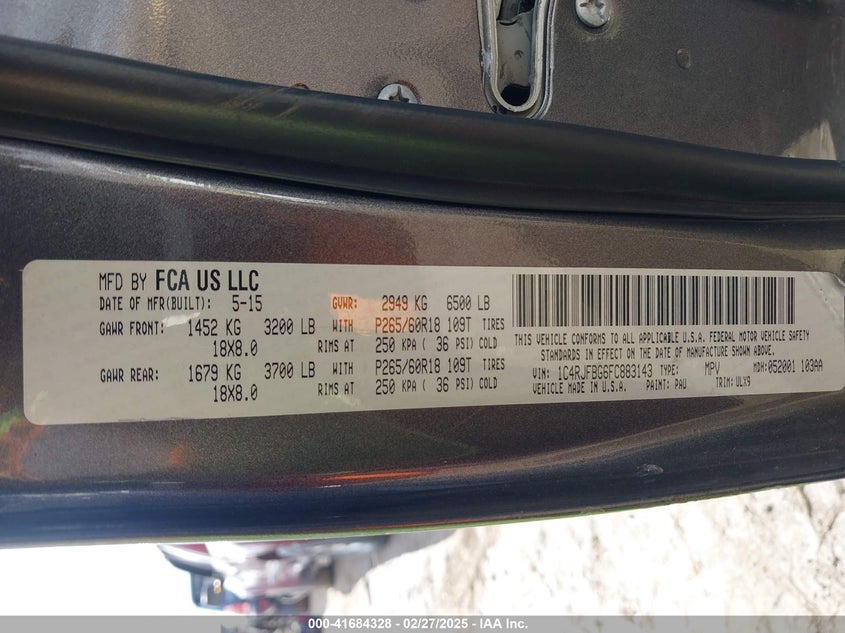 MFD BY FCA US LLC
DATE OF MFR(BUILT): 5-15 GVWR: 2949 KG 6500 LB
GAWR FRONT: 1452 KG 3200 LB WITH P265/60R18 109T TIRES
18X8.0 RIMS AT 250 KPA ( 36 PSI) COLD
GAWR REAR: 1679 KG 3700 LB WITH P265/60R18 109T TIRES
18X8.0 RIMS AT 250 KPA ( 36 PSI) COLD
THIS VEHICLE CONFORMS TO ALL APPLICABLE U.S.A. FEDERAL MOTOR VEHICLE SAFETY
STANDARDS IN EFFECT ON THE DATE OF MANUFACTURE SHOWN ABOVE.
VIN: 1C4RJFBG6FC883143 TYPE: MPV MDH:052001 103AA
VEHICLE MADE IN U.S.A. PAINT: PAU TRIM: ULX9
000-41684328 / 02/27/2025 - IAA Inc.